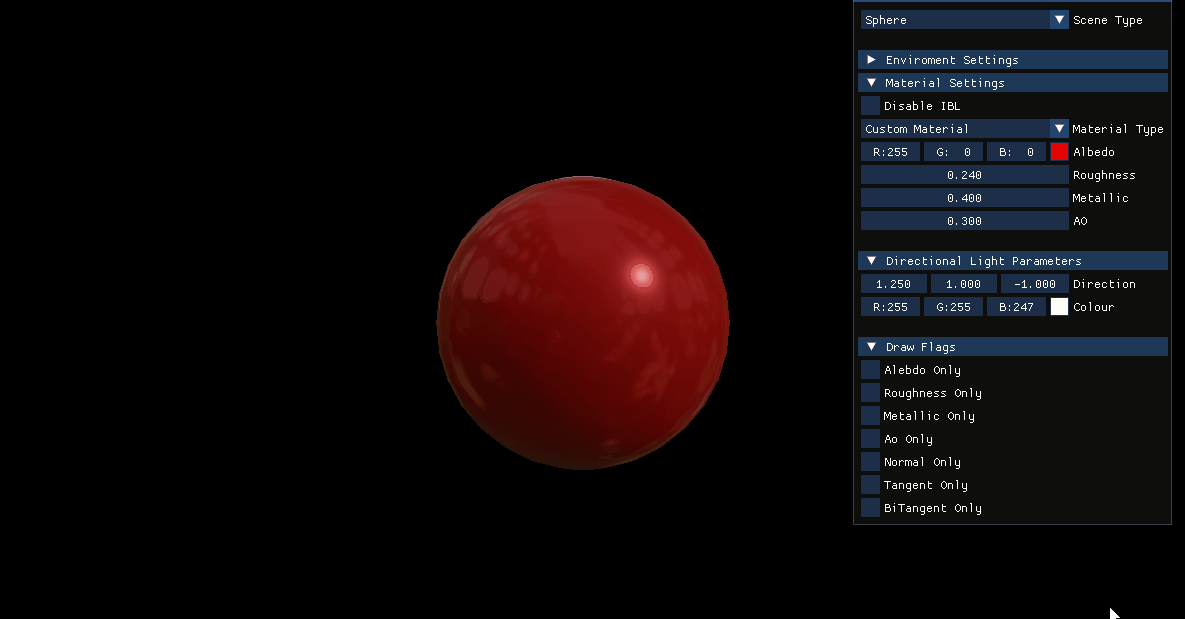 Sphere Scene Type
Enviroment Settings
Material Settings
Disable IBL
Custom Material Material Type
R:255 G: 0 B: 0 Albedo
0.240 Roughness
0.400 Metallic
0.300 AO
Directional Light Parameters
1.250 1.000 -1.000 Direction
R:255 G:255 B:247 Colour
Draw Flags
Alebdo Only
Roughness Only
Metallic Only
Ao Only
Normal Only
Tangent Only
BiTangent Only